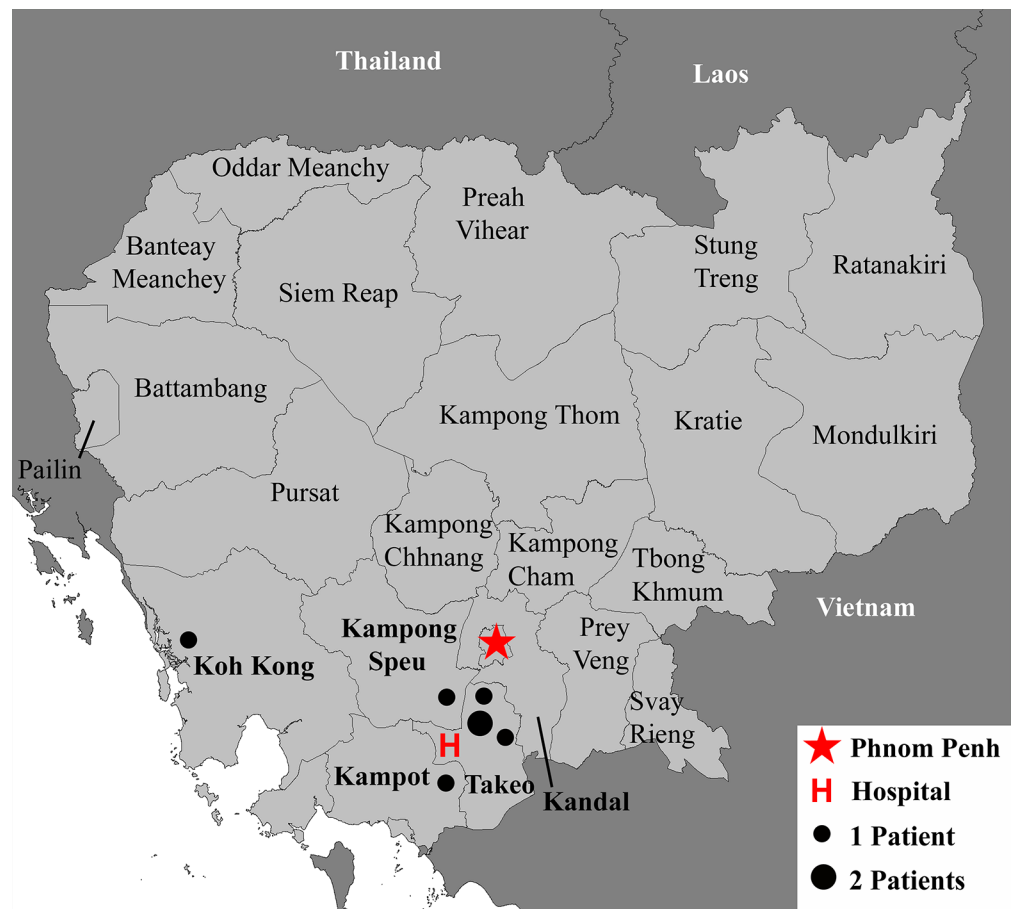 Thailand
Laos
Oddar Meanchy
Preah
Vihear
Banteay
Meanchey
Siem Reap
Stung
Treng
Ratanakiri
Battambang
Kampong Thom
Kratie
Mondulkiri
Pailin
Pursat
Kampong
Chhnang
Kampong
Cham
Tbong
Khmum
Vietnam
Kampong
Speu
Prey
Veng
Koh Kong
Svay
Rieng
H
Kampot
Takeo
Kandal
Phnom Penh
H Hospital
1 Patient
2 Patients